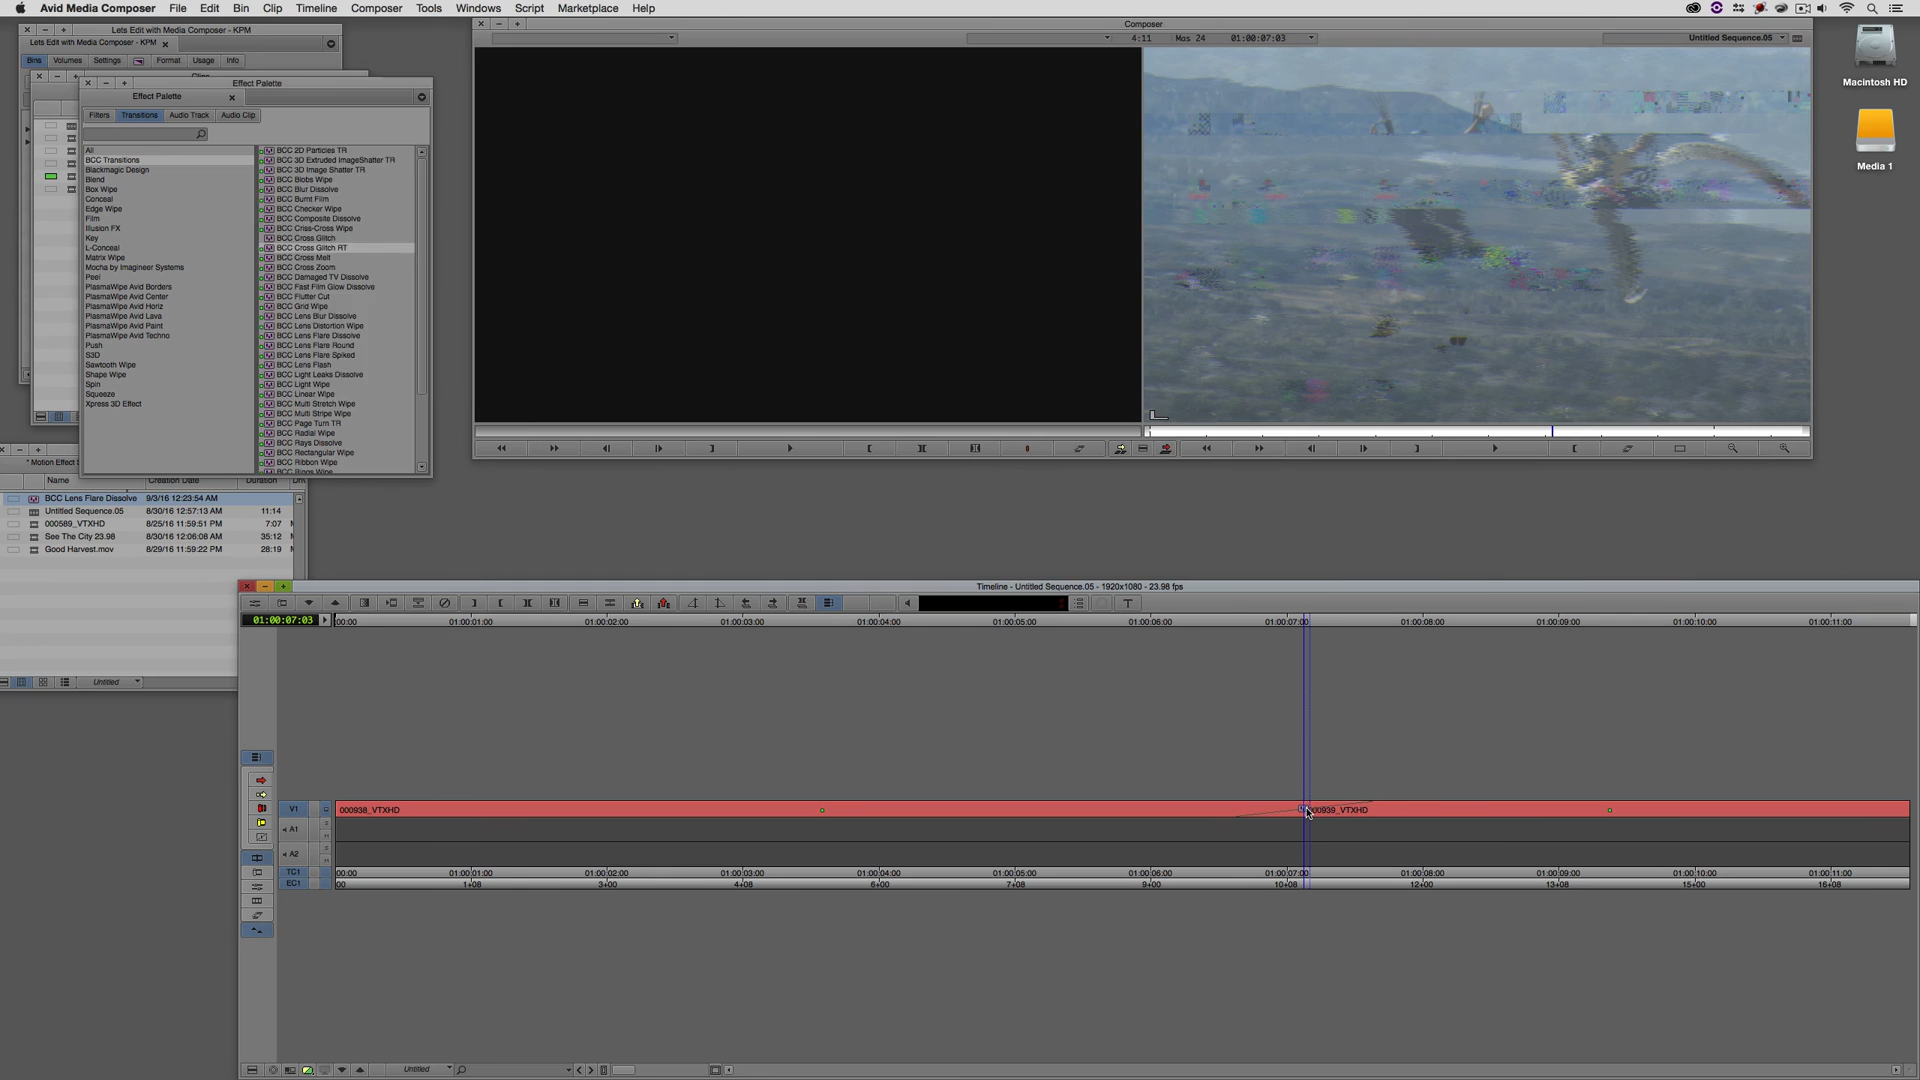 Avid Media Composer File Edit Bin Clip Timeline Composer Tools Windows Script Marketplace Help
Lets Edit with Media Composer - KPM
Lets Edit with Media Composer - KPM
Bins Volumes Settings Format Usage Info
Effect Palette
Effect Palette
Filters Transitions Audio Track Audio Clip
All
BCC Transitions
Blackmagic Design
Blend
Box Wipe
Conceal
Edge Wipe
Film
Illusion FX
Key
L-Conceal
Matrix Wipe
Mocha by Imagineer Systems
Peel
PlasmaWipe Avid Borders
PlasmaWipe Avid Center
PlasmaWipe Avid Horiz
PlasmaWipe Avid Lava
PlasmaWipe Avid Paint
PlasmaWipe Avid Techno
Push
S3D
Sawtooth Wipe
Shape Wipe
Spin
Squeeze
Xpress 3D Effect
BCC 2D Particles TR
BCC 3D Extruded ImageShatter TR
BCC 3D Image Shatter TR
BCC Blobs Wipe
BCC Blur Dissolve
BCC Burnt Film
BCC Checker Wipe
BCC Composite Dissolve
BCC Criss-Cross Wipe
BCC Cross Glitch
BCC Cross Glitch RT
BCC Cross Melt
BCC Cross Zoom
BCC Damaged TV Dissolve
BCC Fast Film Glow Dissolve
BCC Flutter Cut
BCC Grid Wipe
BCC Lens Blur Dissolve
BCC Lens Distortion Wipe
BCC Lens Flare Dissolve
BCC Lens Flare Round
BCC Lens Flare Spiked
BCC Lens Flash
BCC Light Leaks Dissolve
BCC Light Wipe
BCC Linear Wipe
BCC Multi Stretch Wipe
BCC Multi Stripe Wipe
BCC Page Turn TR
BCC Radial Wipe
BCC Rays Dissolve
BCC Rectangular Wipe
BCC Ribbon Wipe
BCC Rings Wipe
Composer
4:11 Mas 24 01:00:07:03 Untitled Sequence.05
Macintosh HD
Media 1
* Motion Effect
Name Creation Date Duration
BCC Lens Flare Dissolve 9/3/16 12:23:54 AM
Untitled Sequence.05 8/30/16 12:57:13 AM 11:14
000589_VTXHD 8/25/16 11:59:51 PM 7:07
See The City 23.98 8/30/16 12:06:08 AM 35:12
Good Harvest.mov 8/29/16 11:59:22 PM 28:19
Untitled
Timeline - Untitled Sequence.05 - 1920x1080 - 23.98 fps
01:00:07:03 00:00 01:00:01:00 01:00:02:00 01:00:03:00 01:00:04:00 01:00:05:00 01:00:06:00 01:00:07:00 01:00:08:00 01:00:09:00 01:00:10:00 01:00:11:00
V1 000938_VTXHD 000939_VTXHD
A1
A2
TC1 00:00 01:00:01:00 01:00:02:00 01:00:03:00 01:00:04:00 01:00:05:00 01:00:06:00 01:00:07:00 01:00:08:00 01:00:09:00 01:00:10:00 01:00:11:00
EC1 00 1+08 3+00 4+08 6+00 7+08 9+00 10+08 12+00 13+08 15+00 16+08
Untitled